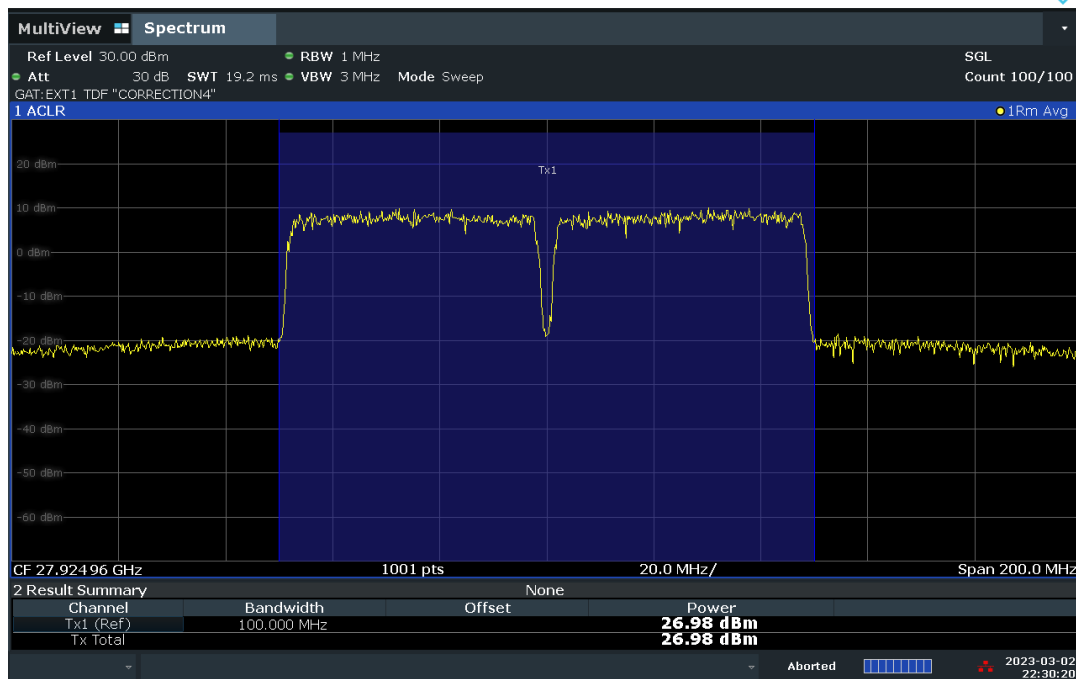 MultiView Spectrum
Ref Level 30.00 dBm RBW 1 MHz SGL
Att 30 dB SWT 19.2 ms VBW 3 MHz Mode Sweep Count 100/100
GAT:EXT1 TDF "CORRECTION4"
1 ACLR 1Rm Avg
Tx1
20 dBm
10 dBm
0 dBm
-10 dBm
-20 dBm
-30 dBm
-40 dBm
-50 dBm
-60 dBm
CF 27.92496 GHz 1001 pts 20.0 MHz/ Span 200.0 MHz
2 Result Summary None
Channel Bandwidth Offset Power
Tx1 (Ref) 100.000 MHz 26.98 dBm
Tx Total 26.98 dBm
Aborted 2023-03-02
22:30:20